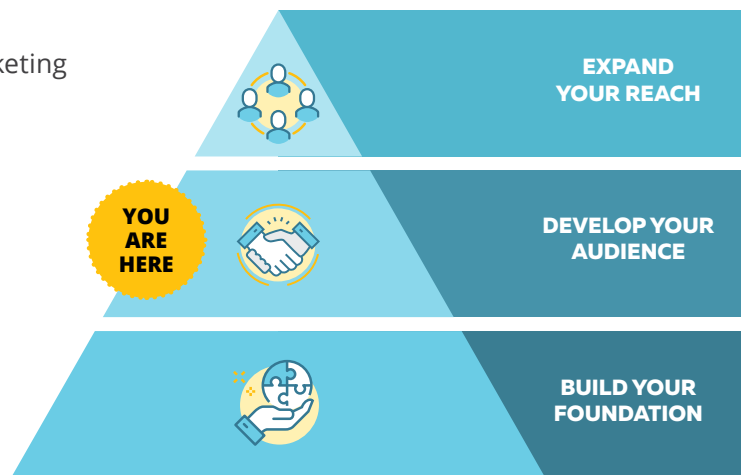 keting
EXPAND
YOUR REACH
YOU
ARE
HERE
DEVELOP YOUR
AUDIENCE
BUILD YOUR
FOUNDATION